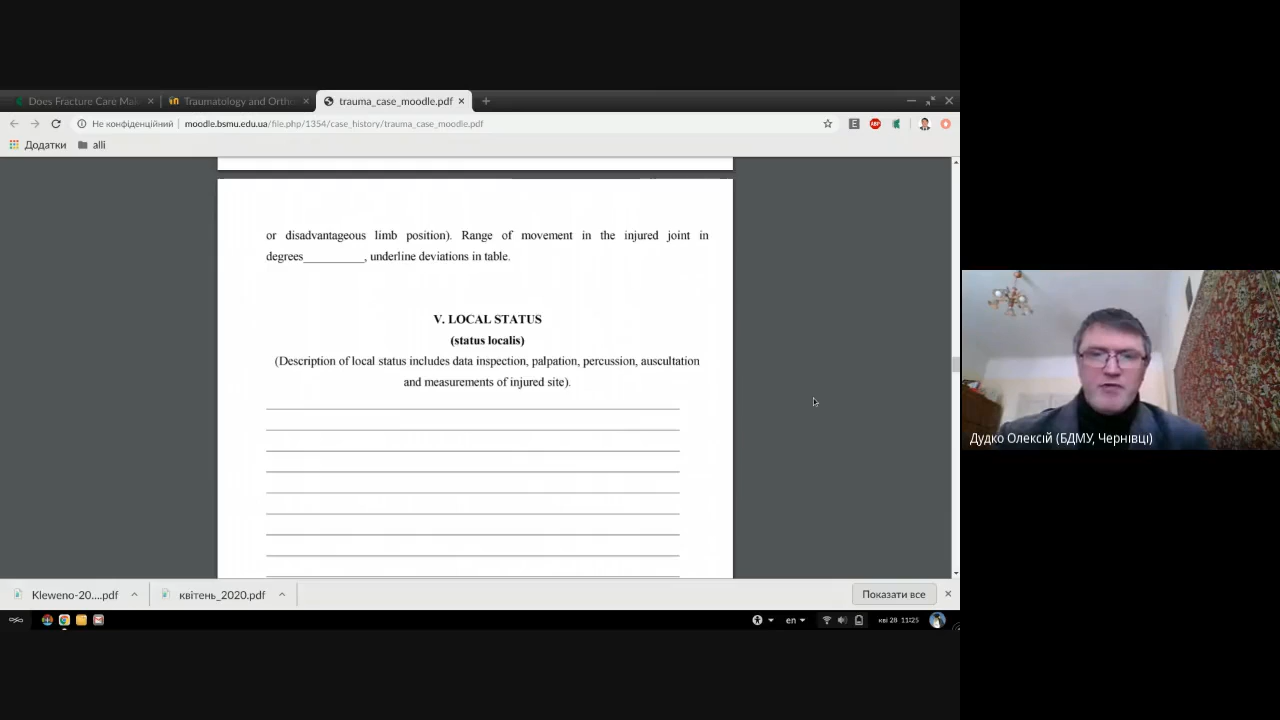 Does Fracture Care Mal
Traumatology and Orth
trauma_case_moodle.pdf
Не конфіденційний
moodle.bsmu.edu.ua/file.php/1354/case_history/trauma_case_moodle.pdf
Додатки
alli
or disadvantageous limb position). Range of movement in the injured joint in
degrees__________, underline deviations in table.
V. LOCAL STATUS
(status localis)
(Description of local status includes data inspection, palpation, percussion, auscultation
and measurements of injured site).
Дудко Олексій (БДМУ, Чернівці)
Kleweno-20....pdf
квітень_2020.pdf
Показати все
en
кві 28 11:25